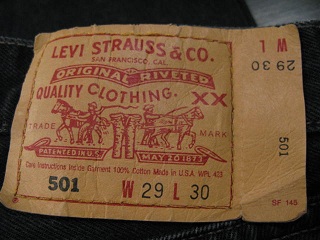 LEVI STRAUSS & CO.
SAN FRANCISCO, CAL.
ORIGINAL RIVETED
QUALITY CLOTHING.
XX
TRADE MARK
PATENTED IN U.S. MAY 20 1873
Care Instructions Inside Garment 100% Cotton Made in U.S.A. WPL 423
501 W 29 L 30
W L
29 30
501
SF 145